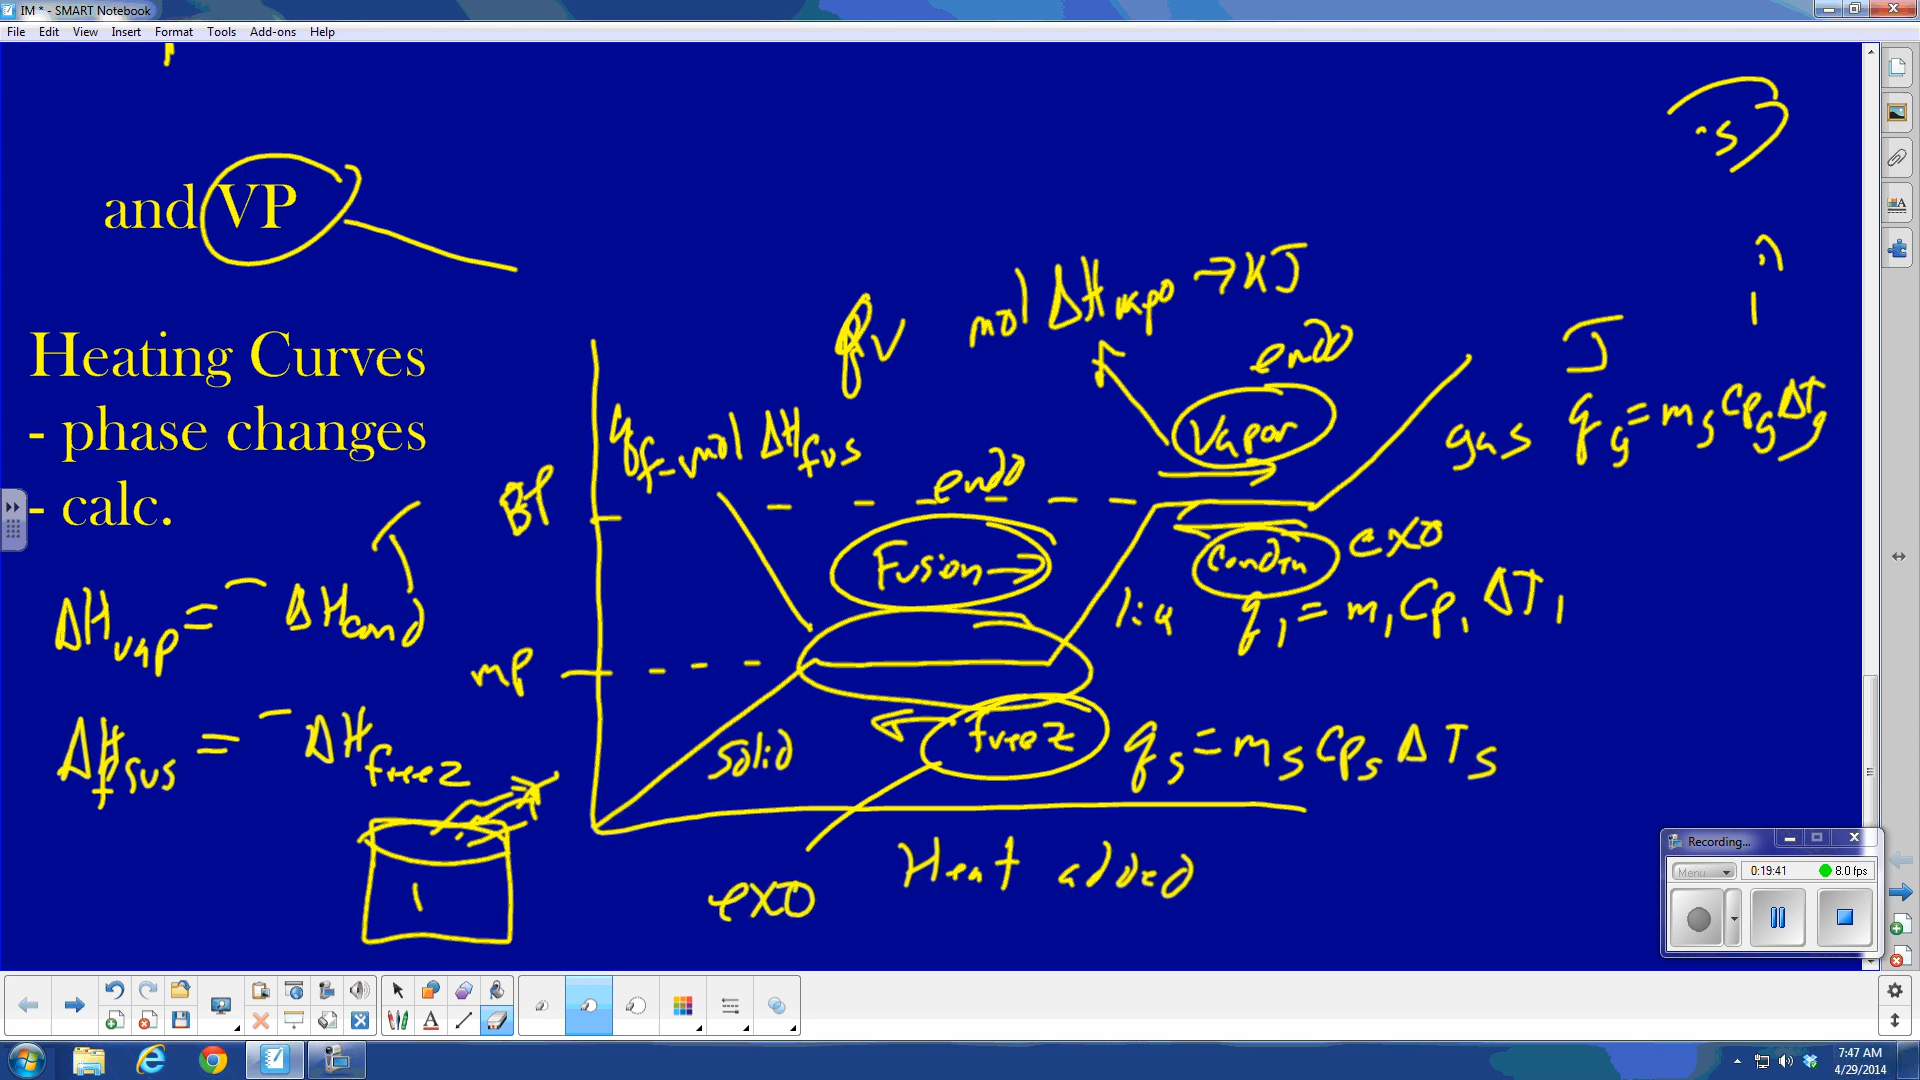 IM * - SMART Notebook
File Edit View Insert Format Tools Add-ons Help
and VP
Heating Curves
- phase changes
- calc.
ΔHvap = - ΔHcond
ΔHfus = - ΔHfreez
l
exo
Heat added
BP
mp
qf = mol ΔHfus
qv mol ΔHvapo → KJ
endo
Vapor
endo
Fusion →
Condtn
exo
freez
solid
liq
gas
J
J
qg = mg Cpg ΔTg
ql = ml Cpl ΔTl
qs = ms Cps ΔTs
s
l
Recording...
Menu
0:19:41
8.0 fps
7:47 AM
4/29/2014